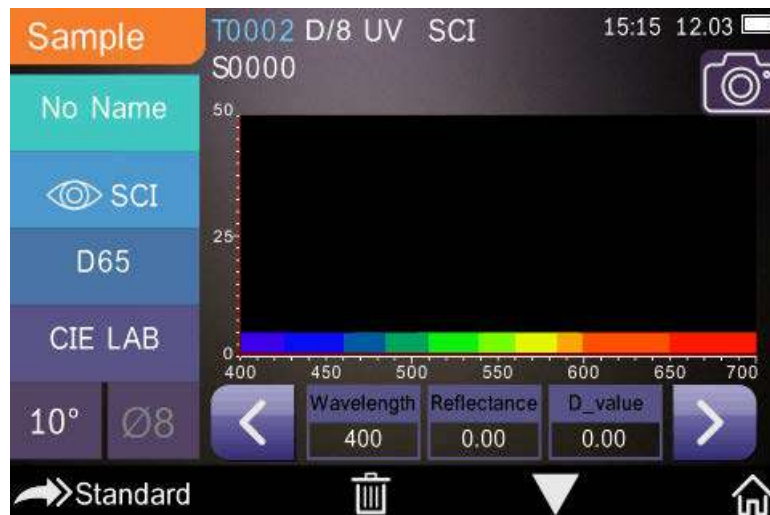 Sample
T0002 D/8 UV SCI 15:15 12.03
S0000
No Name
SCI
D65
CIE LAB
10° Ø8
50
25
0
400 450 500 550 600 650 700
Wavelength Reflectance D_value
400 0.00 0.00
Standard